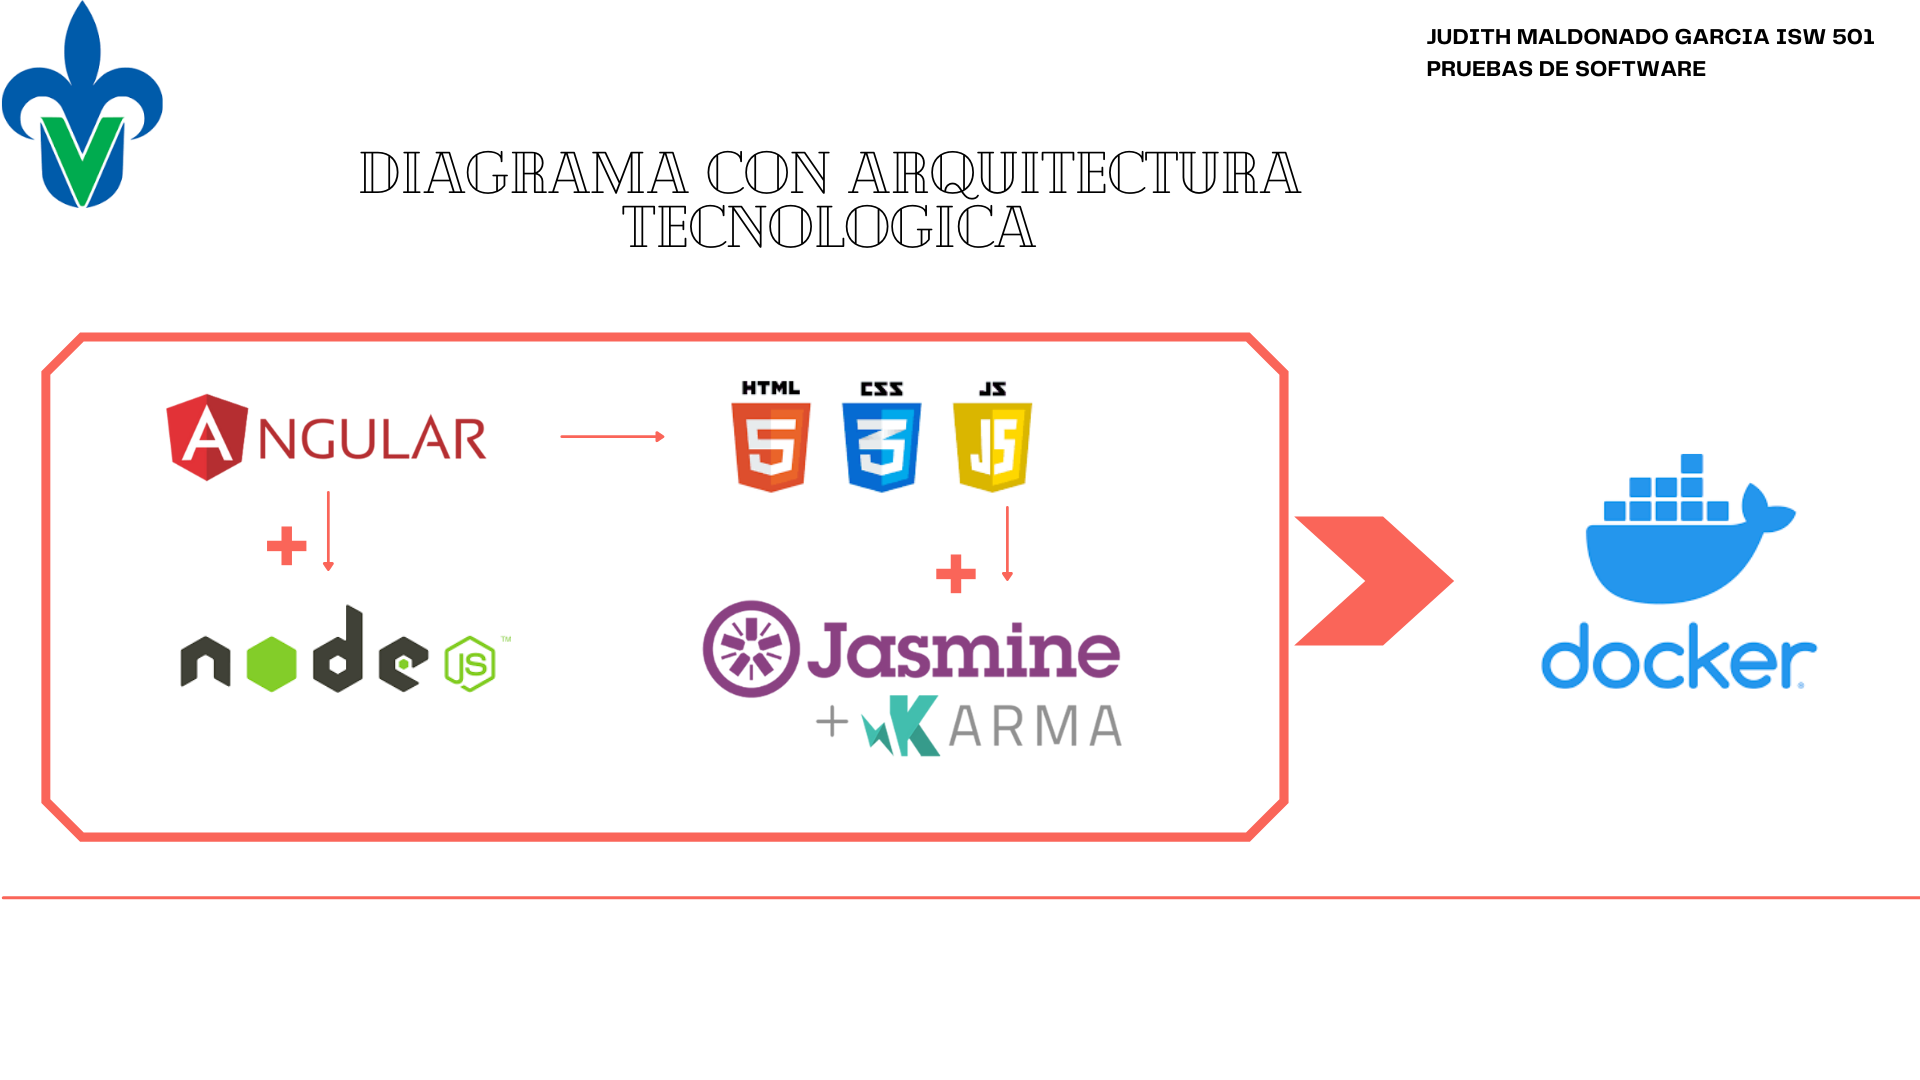 JUDITH MALDONADO GARCIA ISW 501
PRUEBAS DE SOFTWARE
DIAGRAMA CON ARQUITECTURA
TECNOLOGICA
ANGULAR
HTML CSS JS
5 3 JS
node JS ™
Jasmine
+ KARMA
docker